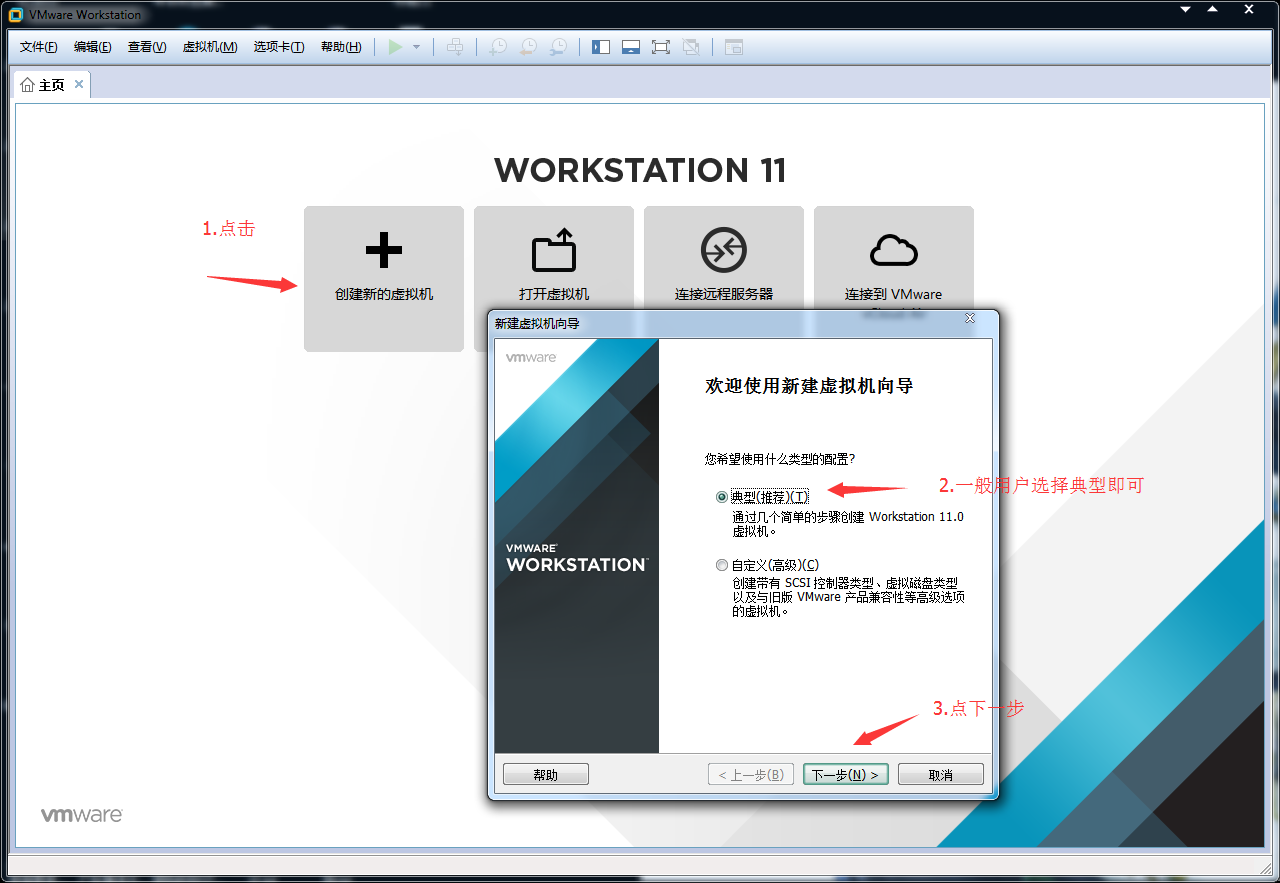 VMware Workstation
文件(F) 编辑(E) 查看(V) 虚拟机(M) 选项卡(T) 帮助(H)
主页
WORKSTATION 11
1.点击
创建新的虚拟机
打开虚拟机
连接远程服务器
连接到 VMware
新建虚拟机向导
vmware
欢迎使用新建虚拟机向导
您希望使用什么类型的配置?
典型(推荐)(T)
2.一般用户选择典型即可
通过几个简单的步骤创建 Workstation 11.0
虚拟机。
VMWARE
WORKSTATION™
自定义(高级)(C)
创建带有 SCSI 控制器类型、虚拟磁盘类型
以及与旧版 VMware 产品兼容性等高级选项
的虚拟机。
3.点下一步
帮助
< 上一步(B)
下一步(N) >
取消
vmware